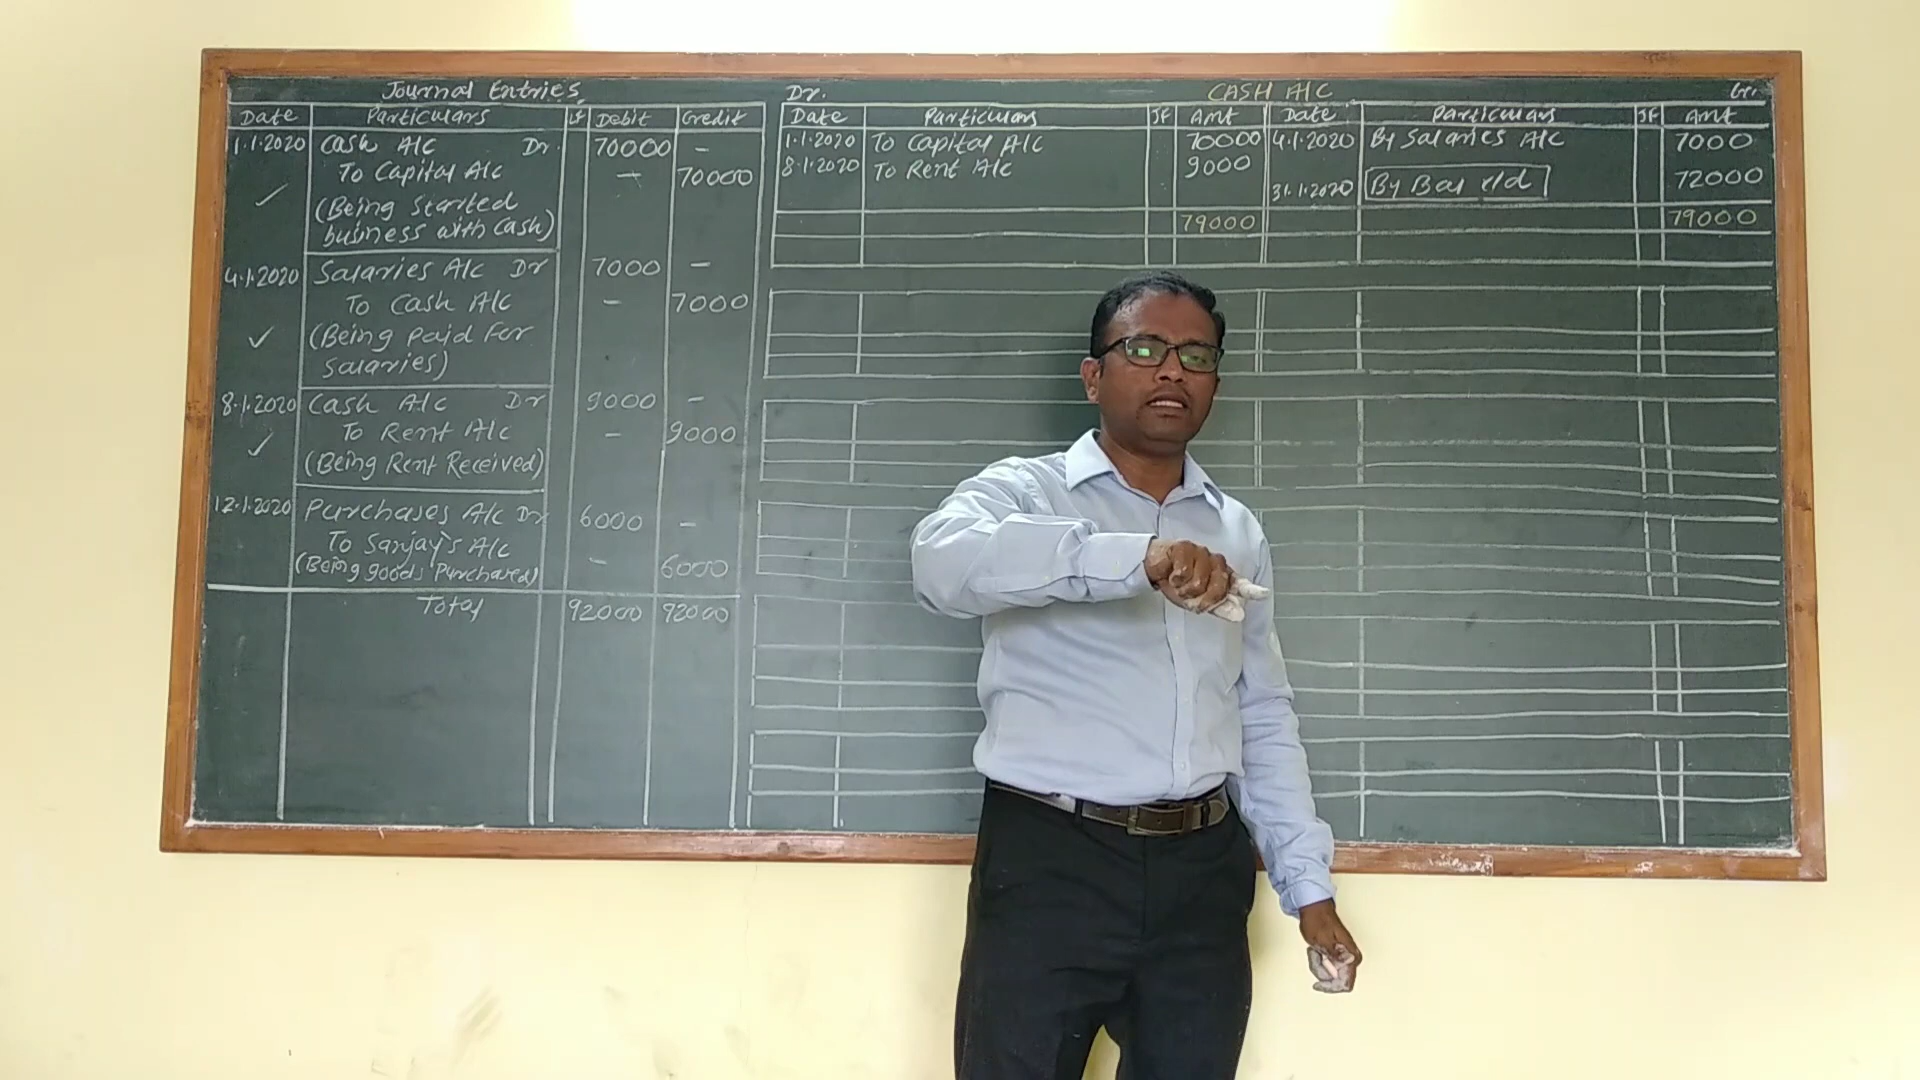 Journal Entries
Date Particulars LF Debit Credit
1.1.2020 Cash A/c Dr. 70000 -
To Capital A/c - 70000
✓ (Being Started
business with cash)
4.1.2020 Salaries A/c Dr 7000 -
To Cash A/c - 7000
✓ (Being paid for
salaries)
8.1.2020 Cash A/c Dr 9000 -
✓ To Rent A/c - 9000
(Being Rent Received)
12.1.2020 Purchases A/c Dr 6000 -
To Sanjay's A/c
(Being goods Purchased) - 6000
Total 92000 92000
Dr. CASH A/C Cr.
Date Particulars JF Amt Date Particulars JF Amt
1.1.2020 To Capital A/c 70000 4.1.2020 By Salaries A/c 7000
8.1.2020 To Rent A/c 9000
31.1.2020 By Bal c/d 72000
79000 79000